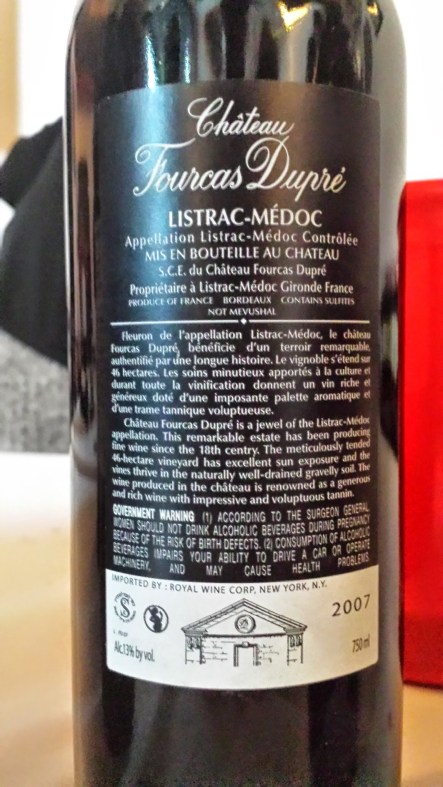 Château
Fourcas Dupré
LISTRAC-MÉDOC
Appellation Listrac-Médoc Contrôlée
MIS EN BOUTEILLE AU CHATEAU
S.C.E. du Château Fourcas Dupré
Propriétaire à Listrac-Médoc Gironde France
PRODUCE OF FRANCE BORDEAUX CONTAINS SULFITES
NOT MEVUSHAL
Fleuron de l'appellation Listrac-Médoc, le château
Fourcas Dupré, bénéficie d'un terroir remarquable,
authentifié par une longue histoire. Le vignoble s'étend sur
46 hectares. Les soins minutieux apportés à la culture et
durant toute la vinification donnent un vin riche et
généreux doté d'une imposante palette aromatique et
d'une trame tannique voluptueuse.
Château Fourcas Dupré is a jewel of the Listrac-Médoc
appellation. This remarkable estate has been producing
fine wine since the 18th centry. The meticulously tended
46-hectare vineyard has excellent sun exposure and the
vines thrive in the naturally well-drained gravelly soil. The
wine produced in the château is renowned as a generous
and rich wine with impressive and voluptuous tannin.
GOVERNMENT WARNING (1) ACCORDING TO THE SURGEON GENERAL
WOMEN SHOULD NOT DRINK ALCOHOLIC BEVERAGES DURING PREGNANCY
BECAUSE OF THE RISK OF BIRTH DEFECTS. (2) CONSUMPTION OF ALCOHOLIC
BEVERAGES IMPAIRS YOUR ABILITY TO DRIVE A CAR OR OPERATE
MACHINERY, AND MAY CAUSE HEALTH PROBLEMS
IMPORTED BY : ROYAL WINE CORP, NEW YORK, N.Y.
2007
S
Alc.13% by vol.
750 ml